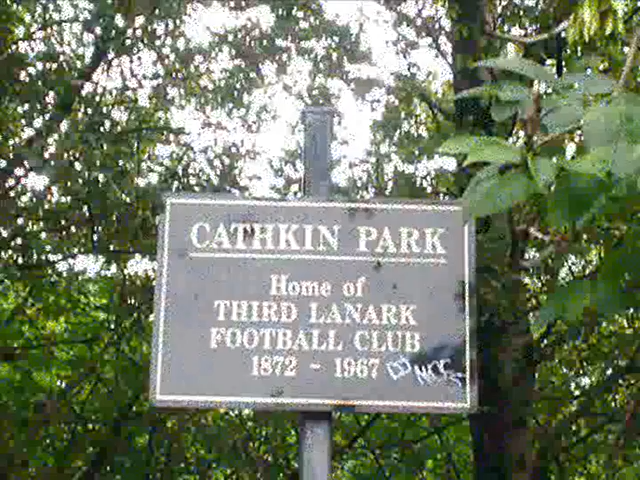 CATHKIN PARK
Home of
THIRD LANARK
FOOTBALL CLUB
1872 - 1967